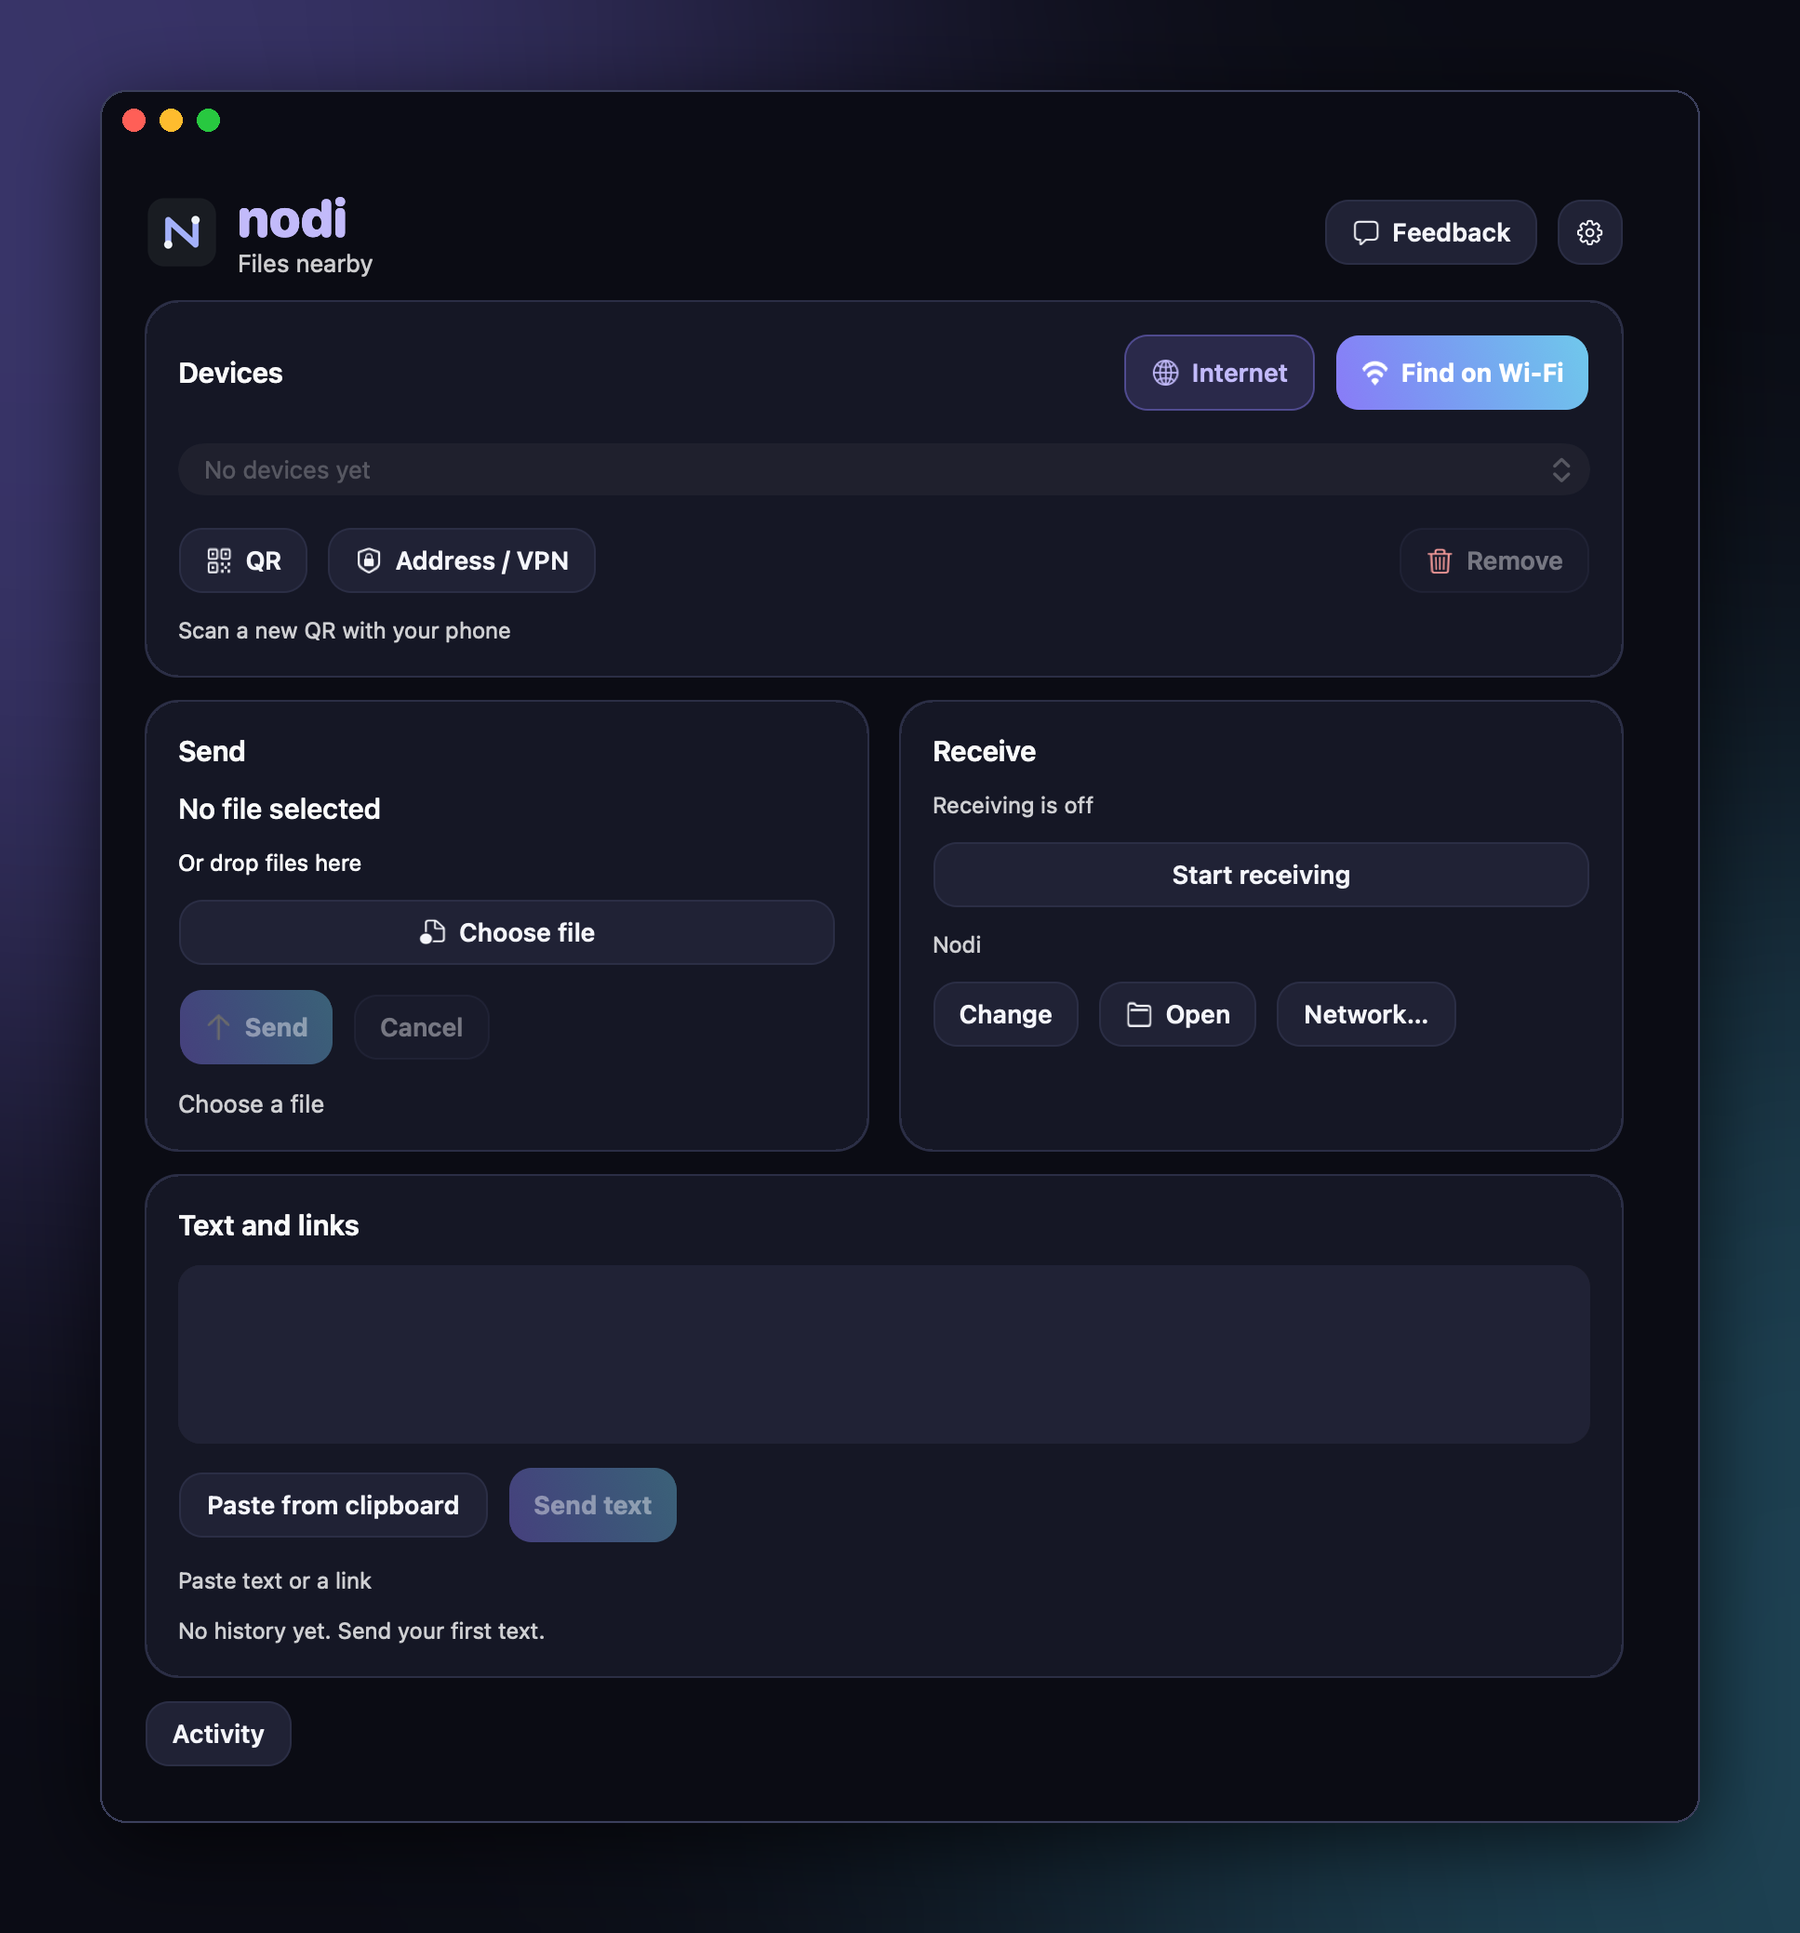 nodi
Files nearby
Feedback
Devices
Internet
Find on Wi-Fi
No devices yet
QR
Address / VPN
Remove
Scan a new QR with your phone
Send
No file selected
Or drop files here
Choose file
Send
Cancel
Choose a file
Receive
Receiving is off
Start receiving
Nodi
Change
Open
Network...
Text and links
Paste from clipboard
Send text
Paste text or a link
No history yet. Send your first text.
Activity